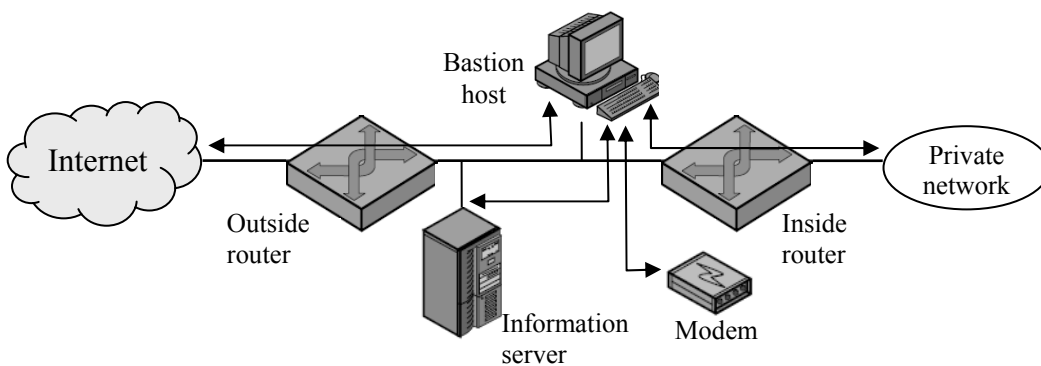 Bastion
host
Internet
Private
network
Outside
router
Inside
router
Information
server
Modem